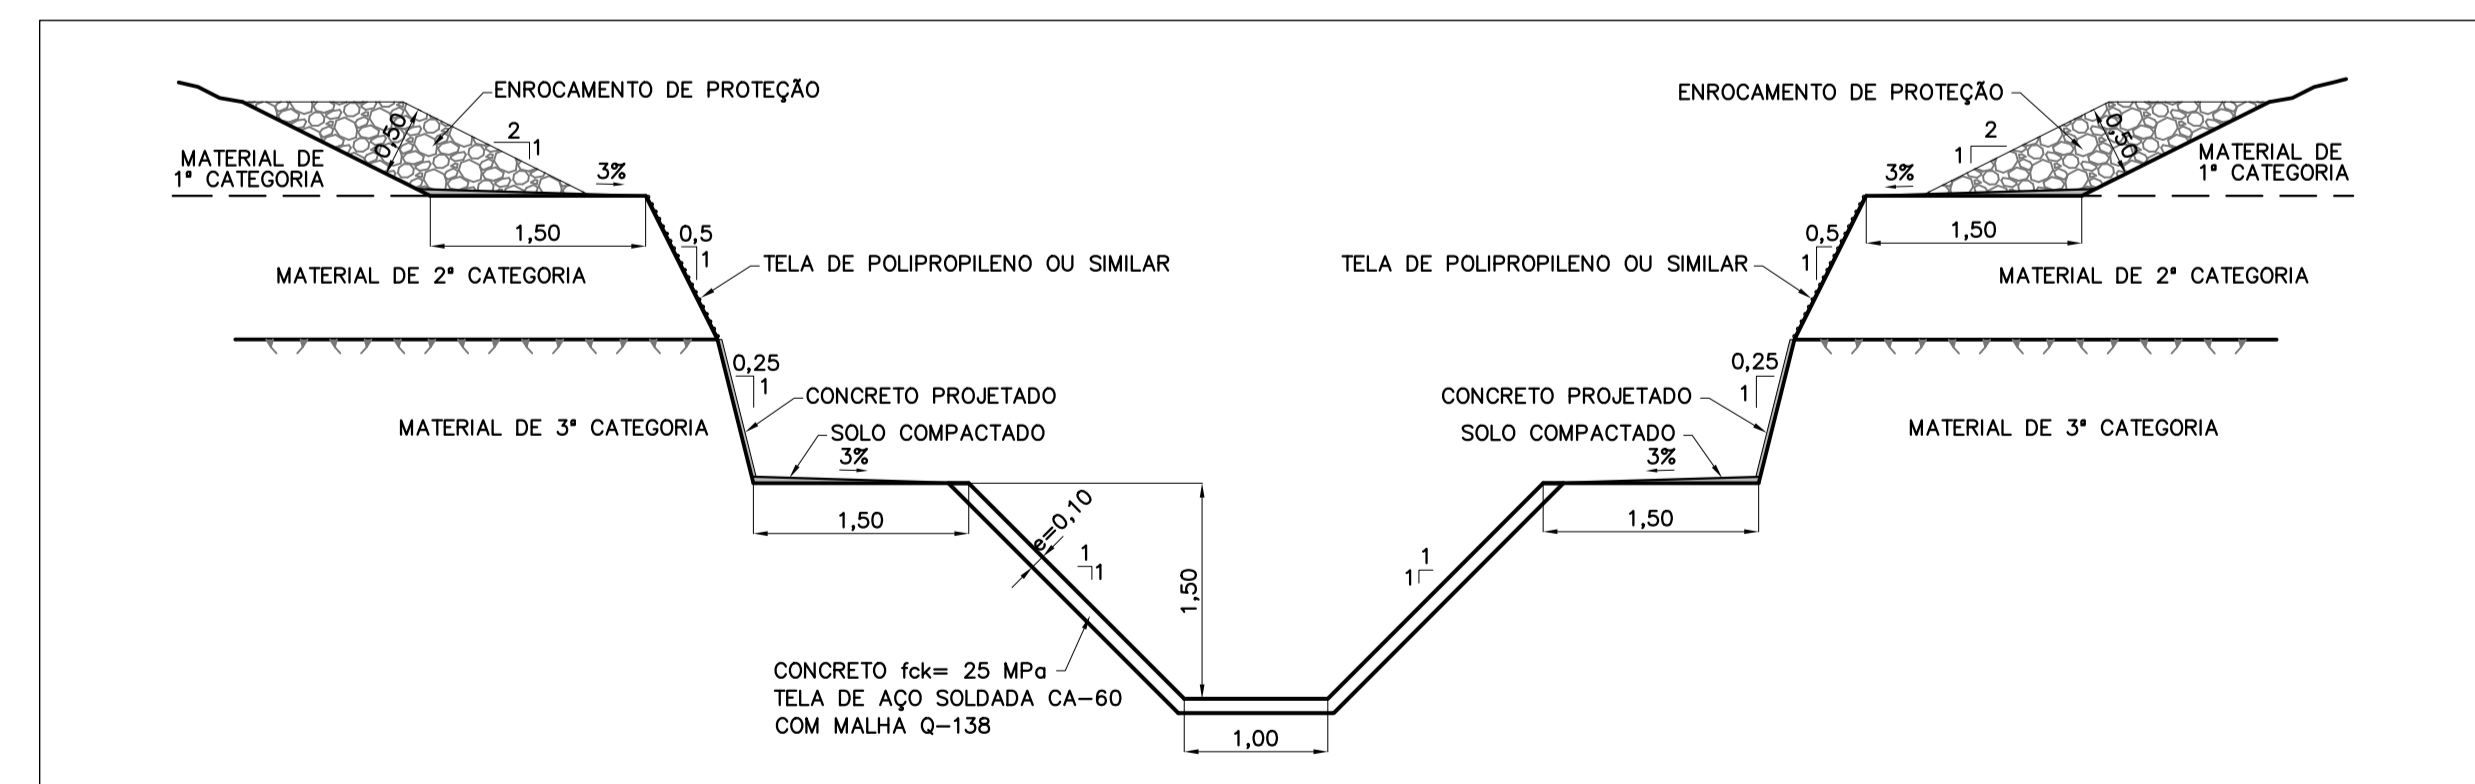 ENROCAMENTO DE PROTEÇÃO
ENROCAMENTO DE PROTEÇÃO
0,50
2
1
3%
MATERIAL DE
1ª CATEGORIA
2
1
0,50
3%
MATERIAL DE
1ª CATEGORIA
1,50
0,5
1
TELA DE POLIPROPILENO OU SIMILAR
TELA DE POLIPROPILENO OU SIMILAR
0,5
1
1,50
MATERIAL DE 2ª CATEGORIA
MATERIAL DE 2ª CATEGORIA
0,25
1
CONCRETO PROJETADO
CONCRETO PROJETADO
0,25
1
MATERIAL DE 3ª CATEGORIA
SOLO COMPACTADO
SOLO COMPACTADO
MATERIAL DE 3ª CATEGORIA
3%
3%
1,50
e=0,10
1
1
1,50
1
1
1,50
CONCRETO fck= 25 MPa
TELA DE AÇO SOLDADA CA-60
COM MALHA Q-138
1,00